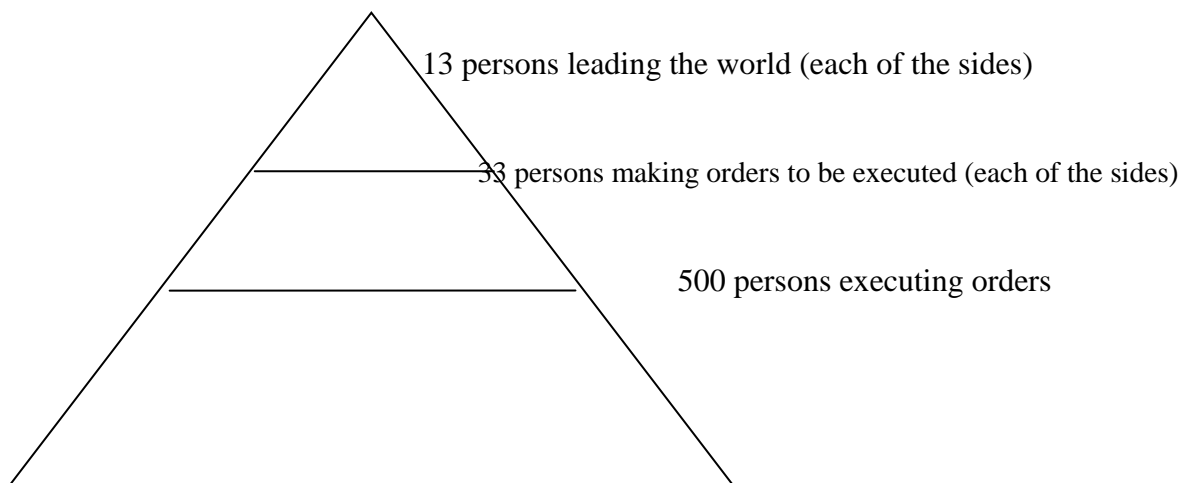 13 persons leading the world (each of the sides)
33 persons making orders to be executed (each of the sides)
500 persons executing orders